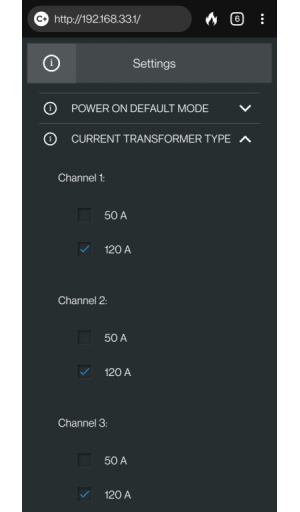 http://192.168.33.1/
6
Settings
POWER ON DEFAULT MODE
CURRENT TRANSFORMER TYPE
Channel 1:
50 A
120 A
Channel 2:
50 A
120 A
Channel 3:
50 A
120 A